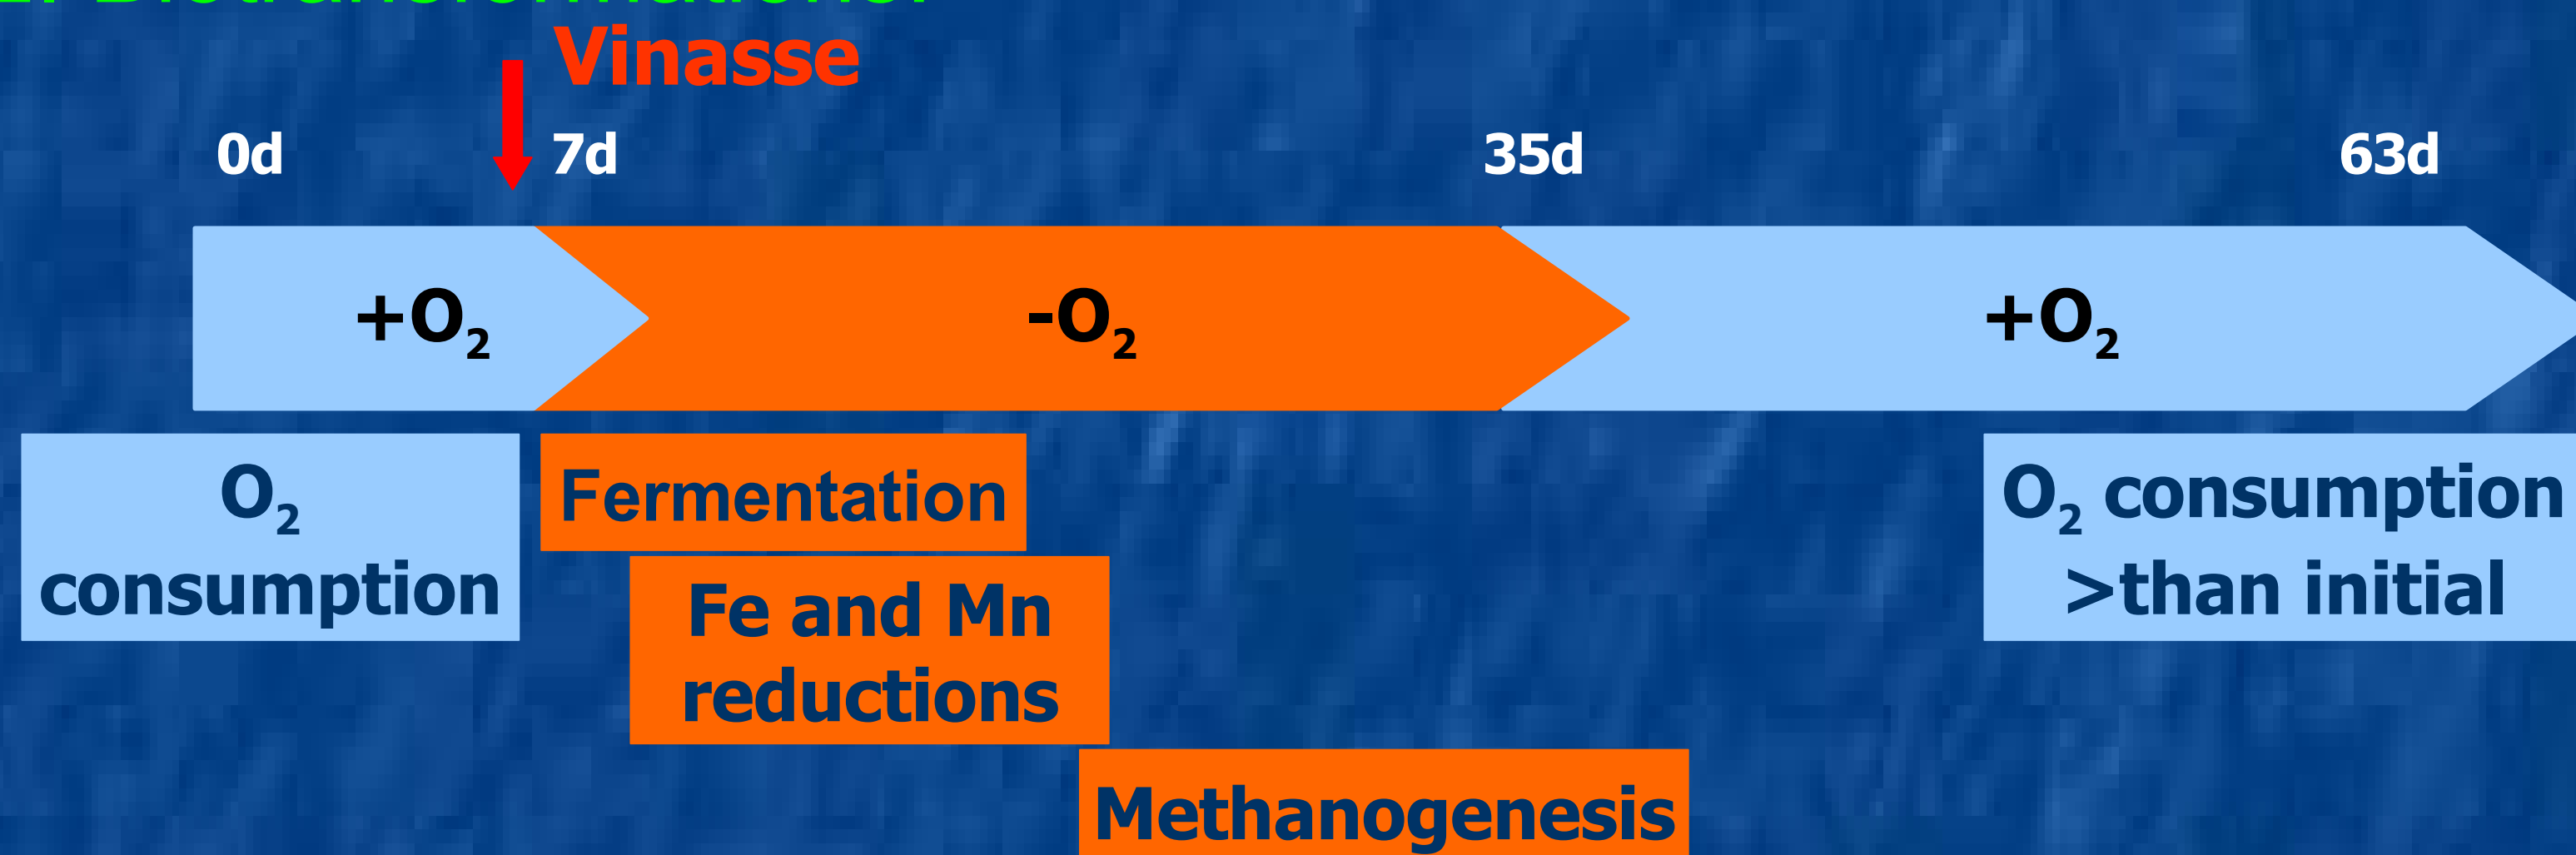 Vinasse
0d 7d 35d 63d
+O₂ -O₂ +O₂
O₂
consumption
Fermentation
Fe and Mn
reductions
Methanogenesis
O₂ consumption
>than initial